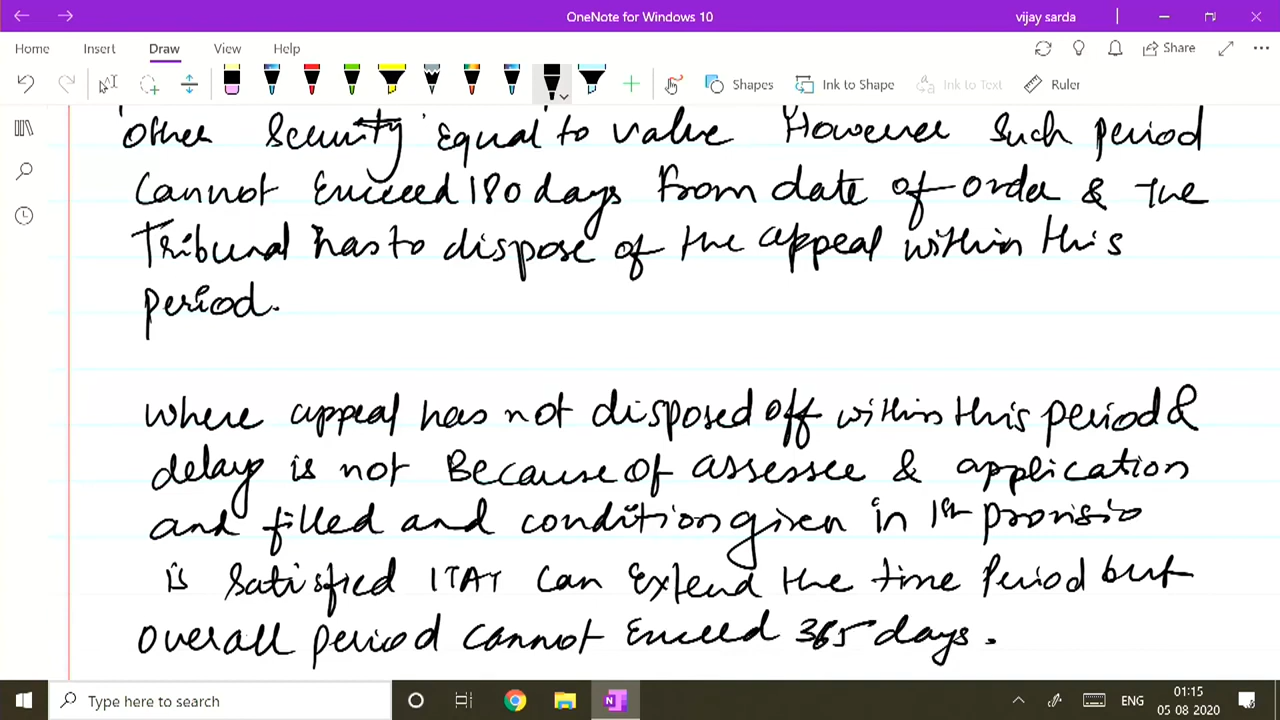 OneNote for Windows 10
vijay sarda
Home Insert Draw View Help
Share
Shapes Ink to Shape Ink to Text Ruler
other Security Equal to value However Such period
Cannot Exceed 180 days From date of order & The
Tribunal has to dispose of the appeal within this
period.
where appeal has not disposed off within this period &
delay is not Because of assessee & application
and filled and condition given in 1st provisio
is Satisfied ITAT Can Extend the time Period but
overall period cannot Exceed 365 days.
Type here to search
ENG
01:15
05-08-2020